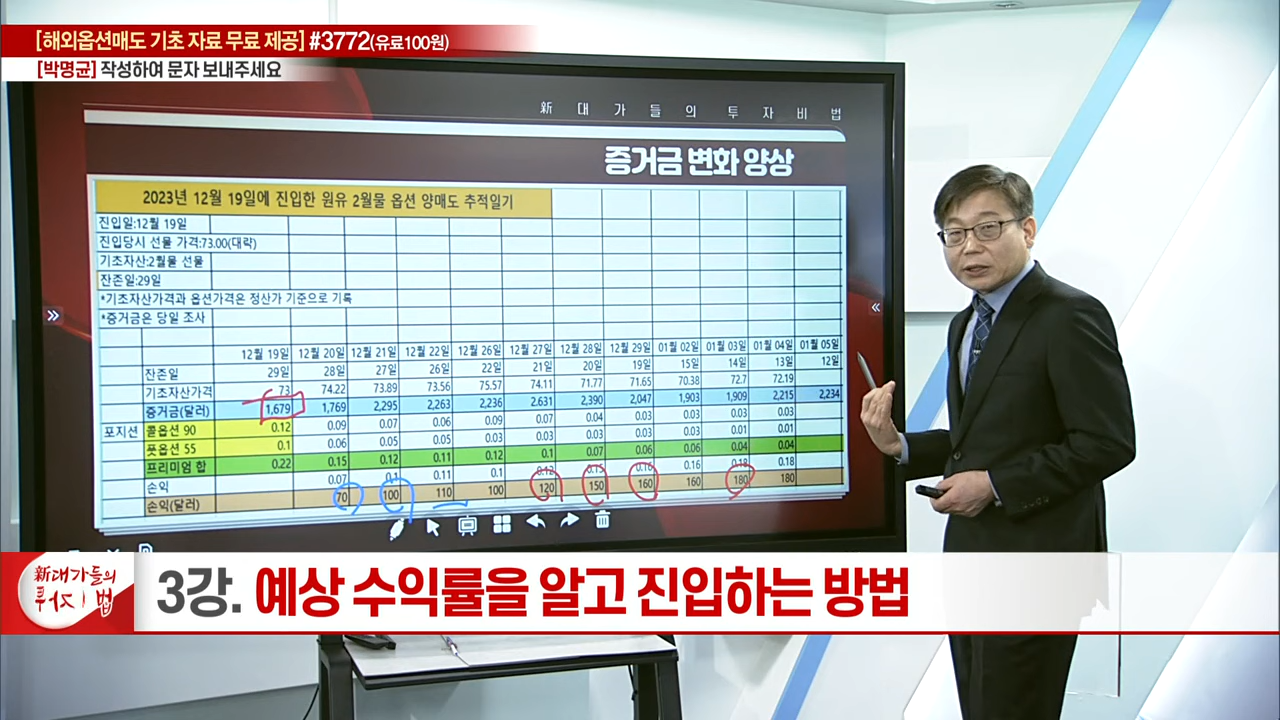 [해외옵션매도 기초 자료 무료 제공] #3772(유료100원)
[박명균] 작성하여 문자 보내주세요
新 대 가 들 의 투 자 비 법
증거금 변화 양상
2023년 12월 19일에 진입한 원유 2월물 옵션 양매도 추적일기
진입일:12월 19일
진입당시 선물 가격:73.00(대략)
기초자산:2월물 선물
잔존일:29일
*기초자산가격과 옵션가격은 정산가 기준으로 기록
*증거금은 당일 조사
12월 19일 12월 20일 12월 21일 12월 22일 12월 26일 12월 27일 12월 28일 12월 29일 01월 02일 01월 03일 01월 04일 01월 05일
잔존일 29일 28일 27일 26일 22일 21일 20일 19일 15일 14일 13일 12일
기초자산가격 73 74.22 73.89 73.56 75.57 74.11 71.77 71.65 70.38 72.7 72.19
증거금(달러) 1,679 1,769 2,295 2,263 2,236 2.631 2,390 2,047 1,903 1,909 2,215 2,234
포지션 콜옵션 90 0.12 0.09 0.07 0.06 0.09 0.07 0.04 0.03 0.03 0.03 0.03
풋옵션 55 0.1 0.06 0.05 0.05 0.03 0.03 0.03 0.03 0.03 0.01 0.01
프리미엄 합 0.22 0.15 0.12 0.11 0.12 0.1 0.07 0.06 0.06 0.04 0.04
손익 0.07 0.1 0.11 0.1 0.12 0.15 0.16 0.16 0.18 0.18
손익(달러) 70 100 110 100 120 150 160 160 180 180
新대가들의
투자비법
3강. 예상 수익률을 알고 진입하는 방법